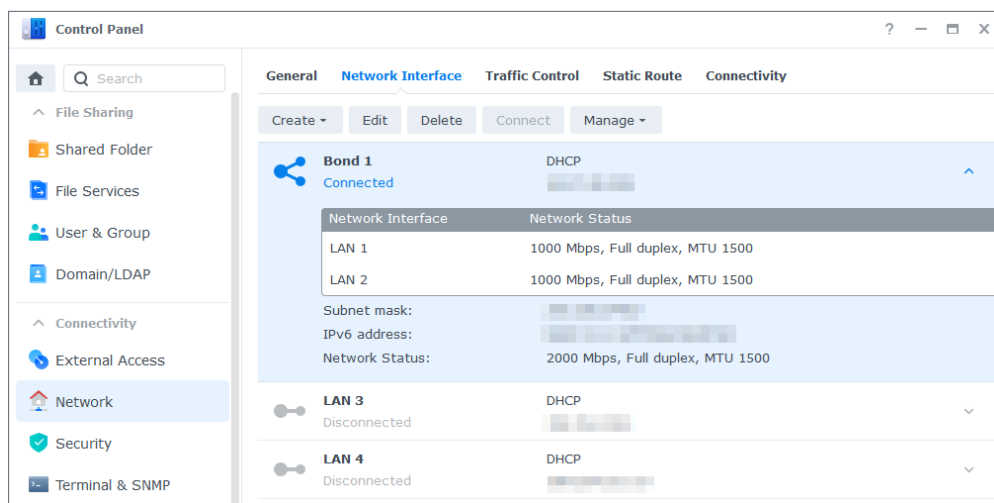 Control Panel
?
Search
File Sharing
Shared Folder
File Services
User & Group
Domain/LDAP
Connectivity
External Access
Network
Security
Terminal & SNMP
General Network Interface Traffic Control Static Route Connectivity
Create Edit Delete Connect Manage
Bond 1 DHCP
Connected
Network Interface Network Status
LAN 1 1000 Mbps, Full duplex, MTU 1500
LAN 2 1000 Mbps, Full duplex, MTU 1500
Subnet mask:
IPv6 address:
Network Status: 2000 Mbps, Full duplex, MTU 1500
LAN 3 DHCP
Disconnected
LAN 4 DHCP
Disconnected